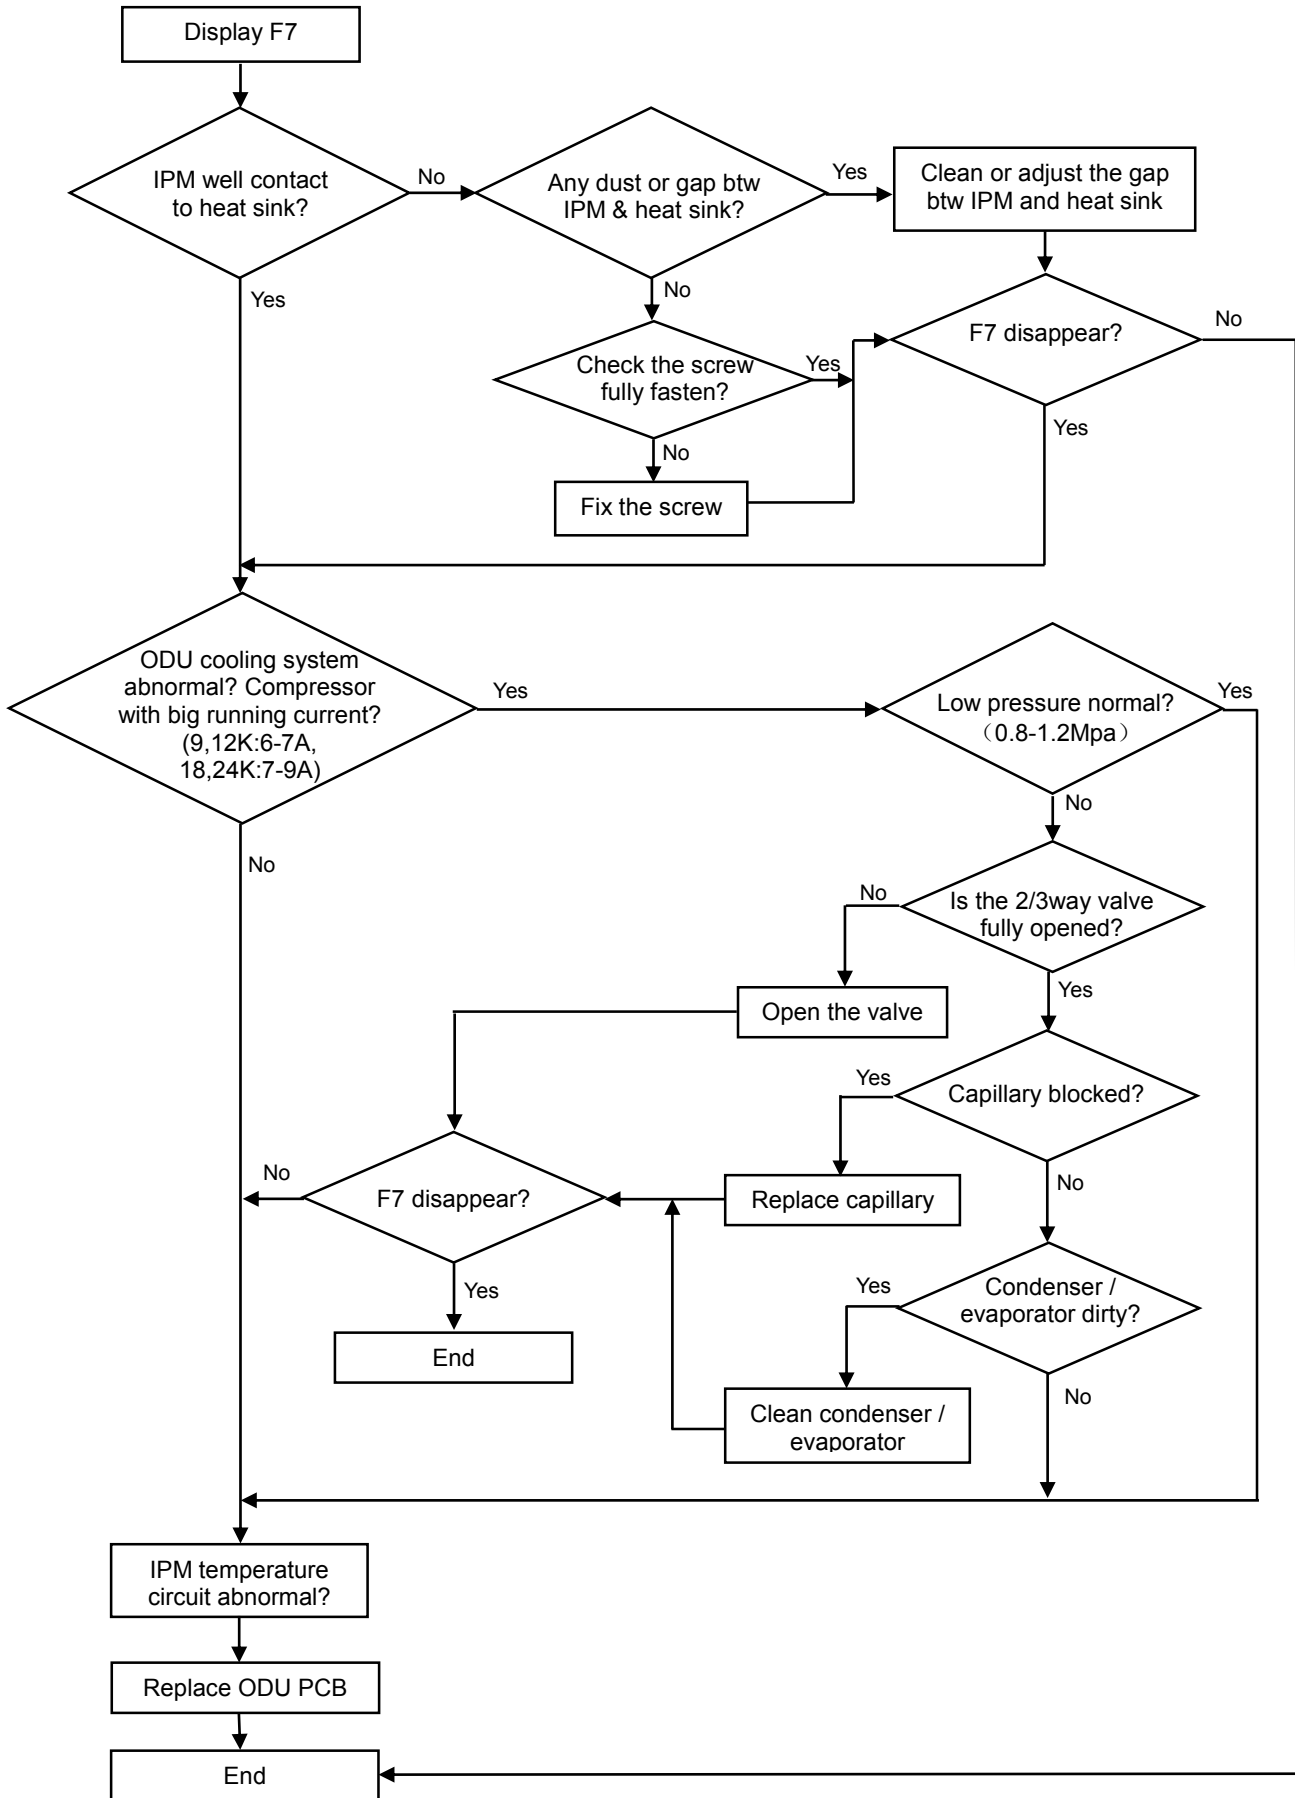 Display F7
IPM well contact
to heat sink?
No
Any dust or gap btw
IPM & heat sink?
Yes
Clean or adjust the gap
btw IPM and heat sink
Yes
No
F7 disappear?
No
Check the screw
fully fasten?
Yes
Yes
No
Fix the screw
ODU cooling system
abnormal? Compressor
with big running current?
(9,12K:6-7A,
18,24K:7-9A)
Yes
Low pressure normal?
（0.8-1.2Mpa）
Yes
No
No
Is the 2/3way valve
fully opened?
No
Open the valve
Yes
Capillary blocked?
Yes
Replace capillary
No
F7 disappear?
No
Yes
End
Condenser /
evaporator dirty?
Yes
Clean condenser /
evaporator
No
IPM temperature
circuit abnormal?
Replace ODU PCB
End